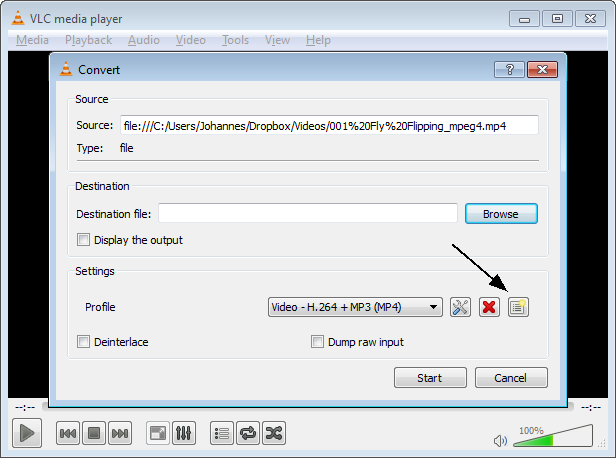 VLC media player
Media Playback Audio Video Tools View Help
Convert
Source
Source: file:///C:/Users/Johannes/Dropbox/Videos/001%20Fly%20Flipping_mpeg4.mp4
Type: file
Destination
Destination file: Browse
Display the output
Settings
Profile Video - H.264 + MP3 (MP4)
Deinterlace Dump raw input
Start Cancel
--:-- --:--
100%